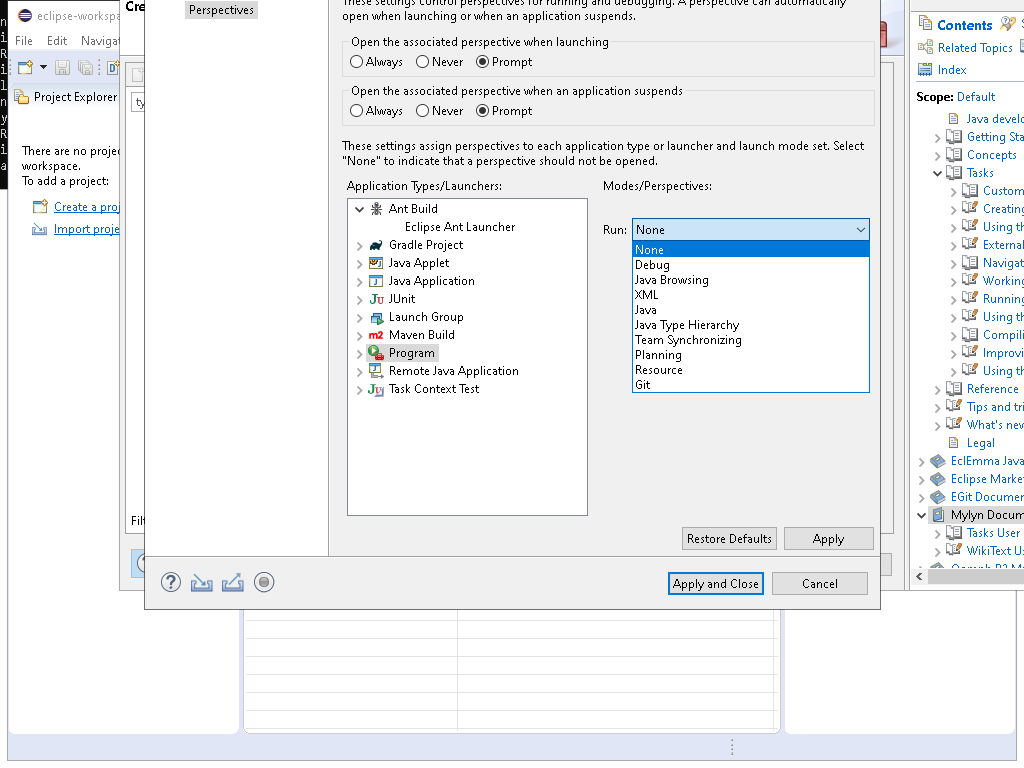 eclipse-workspa
File Edit Navigat
Project Explorer
There are no projec
workspace.
To add a project:
Create a proj
Import proje
Cre
ty
Filt
Perspectives
These settings control perspectives for running and debugging. A perspective can automatically
open when launching or when an application suspends.
Open the associated perspective when launching
Always Never Prompt
Open the associated perspective when an application suspends
Always Never Prompt
These settings assign perspectives to each application type or launcher and launch mode set. Select
"None" to indicate that a perspective should not be opened.
Application Types/Launchers:
Ant Build
Eclipse Ant Launcher
Gradle Project
Java Applet
Java Application
JUnit
Launch Group
Maven Build
Program
Remote Java Application
Task Context Test
Modes/Perspectives:
Run: None
None
Debug
Java Browsing
XML
Java
Java Type Hierarchy
Team Synchronizing
Planning
Resource
Git
Restore Defaults Apply
Apply and Close Cancel
Contents
Related Topics
Index
Scope: Default
Java develo
Getting Sta
Concepts
Tasks
Custom
Creating
Using th
External
Navigat
Working
Running
Using th
Compili
Improvi
Using th
Reference
Tips and tri
What's new
Legal
EclEmma Java
Eclipse Marke
EGit Documen
Mylyn Docum
Tasks User
WikiText Us